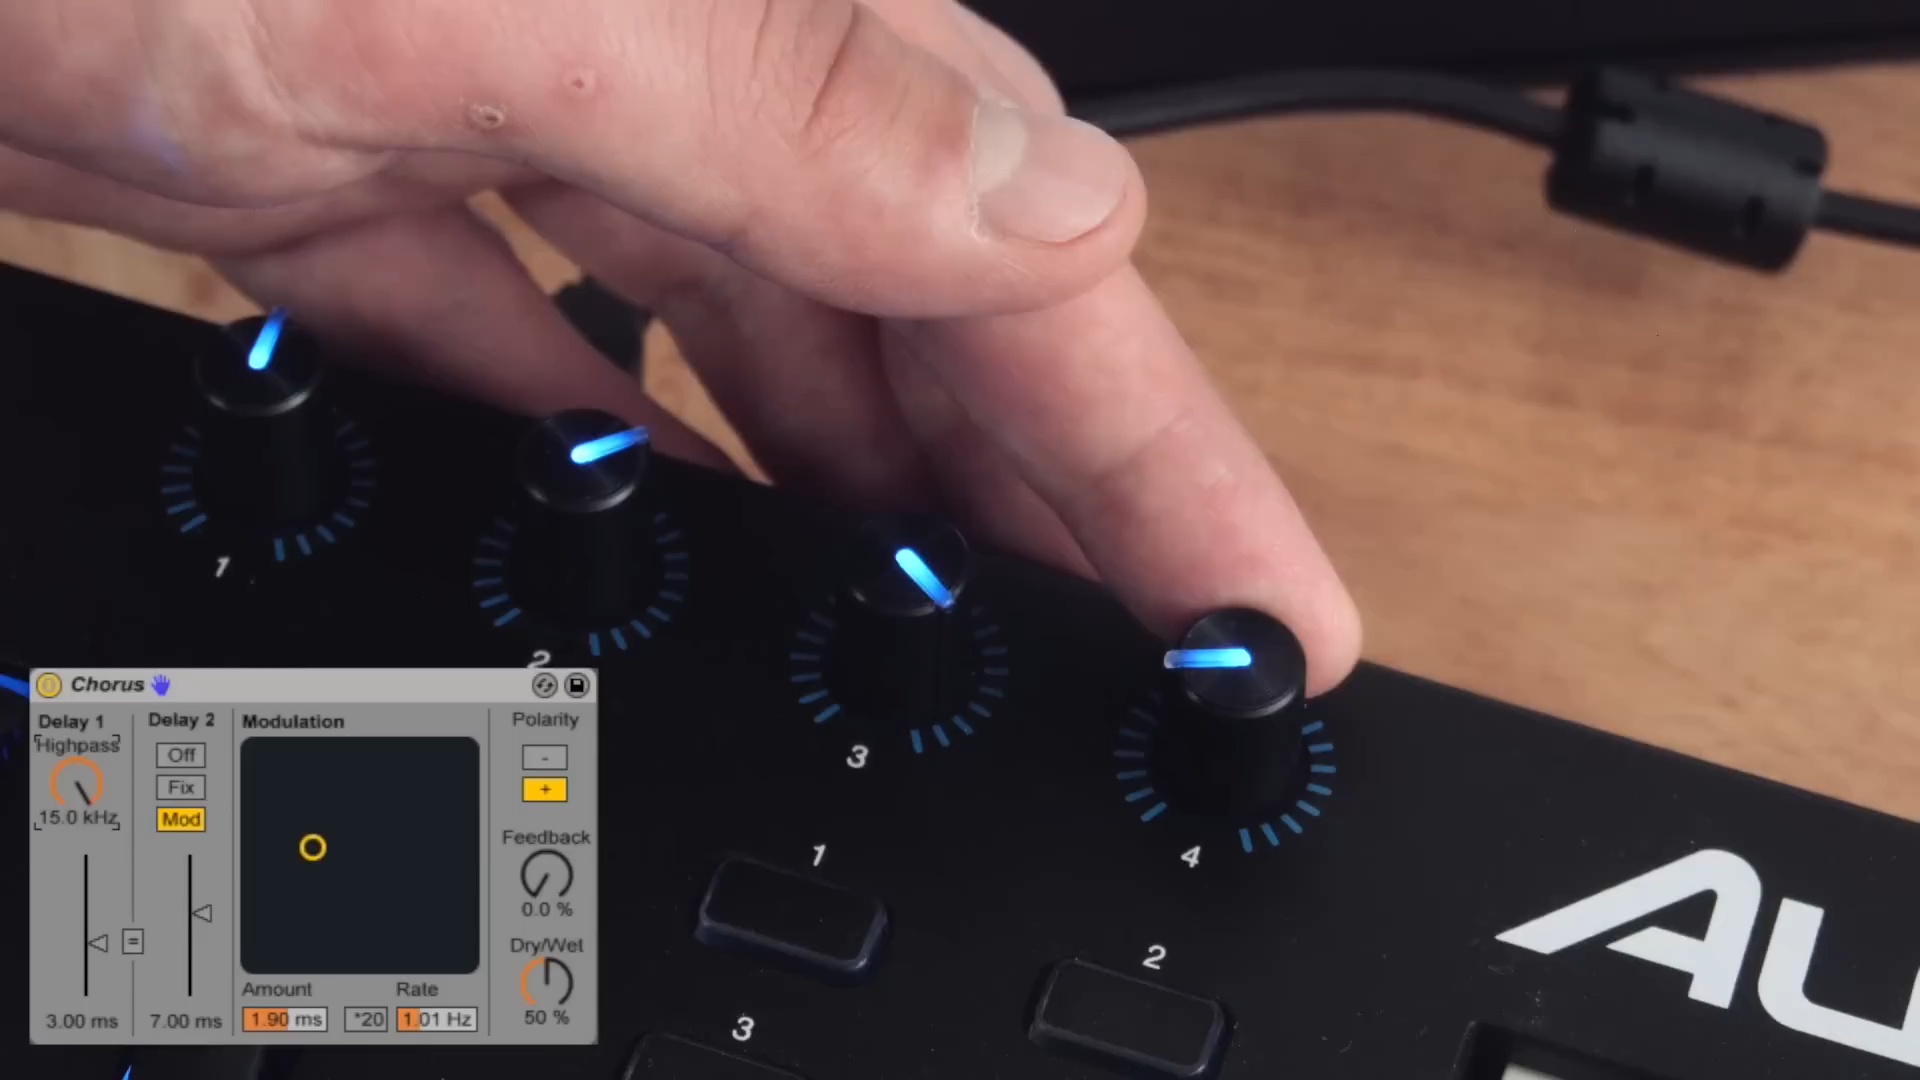 1
2
3
4
1
2
3
AU
Chorus
Delay 1
Delay 2
Modulation
Polarity
Highpass
15.0 kHz
Off
Fix
Mod
-
+
Feedback
0.0 %
Dry/Wet
50 %
=
Amount
Rate
3.00 ms
7.00 ms
1.90 ms
*20
1.01 Hz